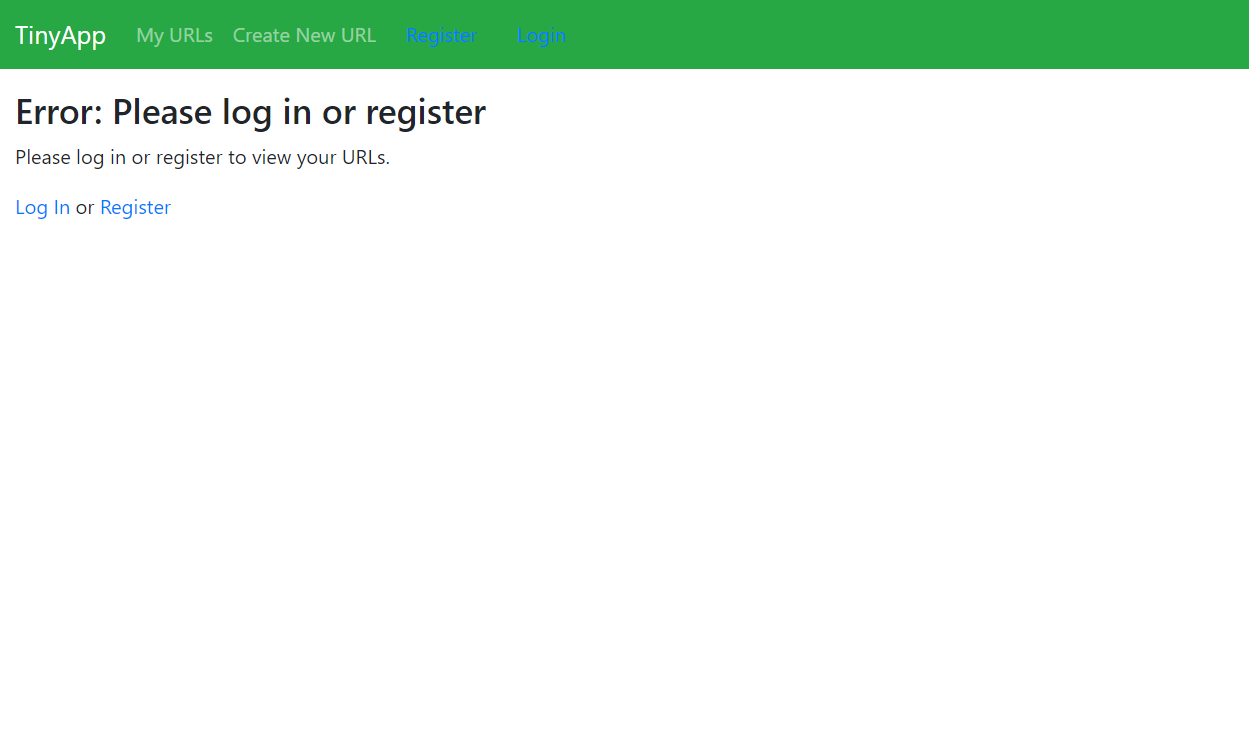 TinyApp My URLs Create New URL Register Login
Error: Please log in or register
Please log in or register to view your URLs.
Log In or Register